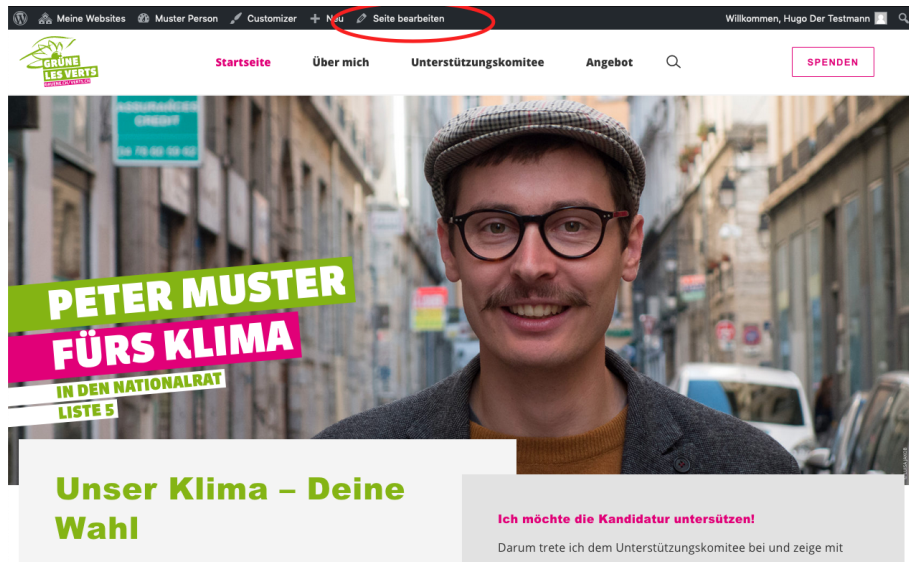 Meine Websites Muster Person Customizer Neu Seite bearbeiten Willkommen, Hugo Der Testmann
GRÜNE
LES VERTS
Startseite Über mich Unterstützungskomitee Angebot SPENDEN
ASSURANCES
CREDIT
PETER MUSTER
FÜRS KLIMA
IN DEN NATIONALRAT
LISTE 5
Unser Klima – Deine
Wahl
Ich möchte die Kandidatur untersützen!
Darum trete ich dem Unterstützungskomitee bei und zeige mit